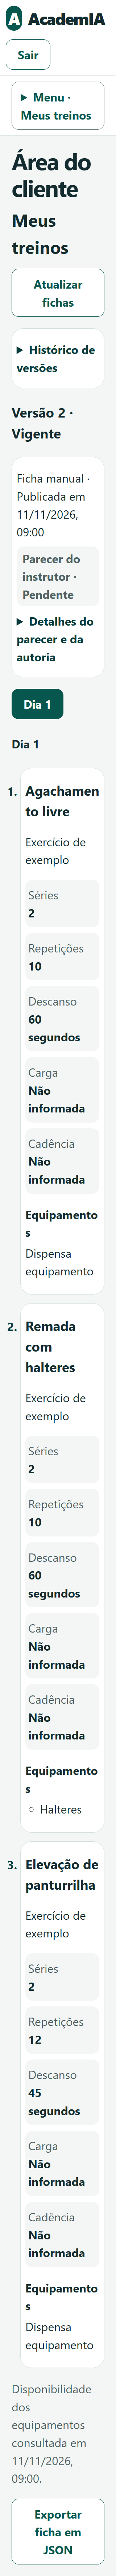 A AcademIA
Sair
▶ Menu ·
Meus treinos
Área do
cliente
Meus
treinos
Atualizar
fichas
▶ Histórico de
versões
Versão 2 ·
Vigente
Ficha manual ·
Publicada em
11/11/2026,
09:00
Parecer do
instrutor ·
Pendente
▶ Detalhes do
parecer e da
autoria
Dia 1
Dia 1
1. Agachamen
to livre
Exercício de
exemplo
Séries
2
Repetições
10
Descanso
60
segundos
Carga
Não
informada
Cadência
Não
informada
Equipamento
s
Dispensa
equipamento
2. Remada
com
halteres
Exercício de
exemplo
Séries
2
Repetições
10
Descanso
60
segundos
Carga
Não
informada
Cadência
Não
informada
Equipamento
s
○ Halteres
3. Elevação de
panturrilha
Exercício de
exemplo
Séries
2
Repetições
12
Descanso
45
segundos
Carga
Não
informada
Cadência
Não
informada
Equipamento
s
Dispensa
equipamento
Disponibilidade
dos
equipamentos
consultada em
11/11/2026,
09:00.
Exportar
ficha em
JSON